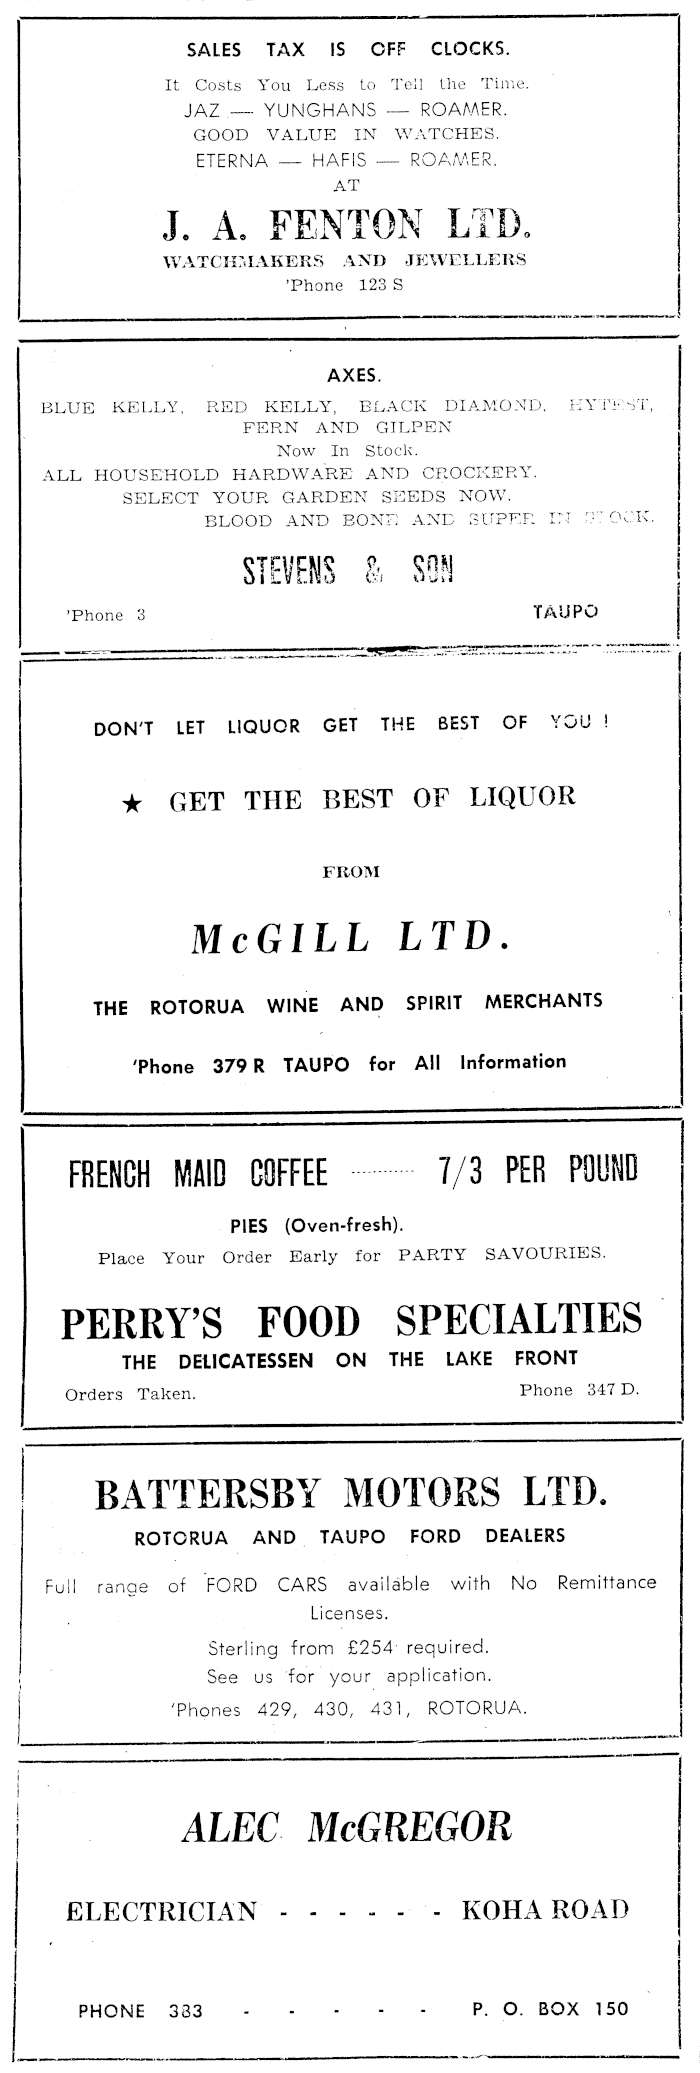 SALES TAX IS OFF CLOCKS.
It Costs You Less to Tell the Time.
JAZ — YUNGHANS — ROAMER.
GOOD VALUE IN WATCHES.
ETERNA — HAFIS — ROAMER.
AT
J. A. FENTON LTD.
WATCHMAKERS AND JEWELLERS
'Phone 123 S
AXES.
BLUE KELLY, RED KELLY, BLACK DIAMOND, HYTEST,
FERN AND GILPEN
Now In Stock.
ALL HOUSEHOLD HARDWARE AND CROCKERY.
SELECT YOUR GARDEN SEEDS NOW.
BLOOD AND BONE AND SUPER IN STOCK.
STEVENS & SON
'Phone 3 TAUPO
DON'T LET LIQUOR GET THE BEST OF YOU !
★ GET THE BEST OF LIQUOR
FROM
McGILL LTD.
THE ROTORUA WINE AND SPIRIT MERCHANTS
'Phone 379 R TAUPO for All Information
FRENCH MAID COFFEE ............ 7/3 PER POUND
PIES (Oven-fresh).
Place Your Order Early for PARTY SAVOURIES.
PERRY'S FOOD SPECIALTIES
THE DELICATESSEN ON THE LAKE FRONT
Orders Taken. Phone 347 D.
BATTERSBY MOTORS LTD.
ROTORUA AND TAUPO FORD DEALERS
Full range of FORD CARS available with No Remittance
Licenses.
Sterling from £254 required.
See us for your application.
'Phones 429, 430, 431, ROTORUA.
ALEC McGREGOR
ELECTRICIAN - - - - - - KOHA ROAD
PHONE 383 - - - - - P. O. BOX 150